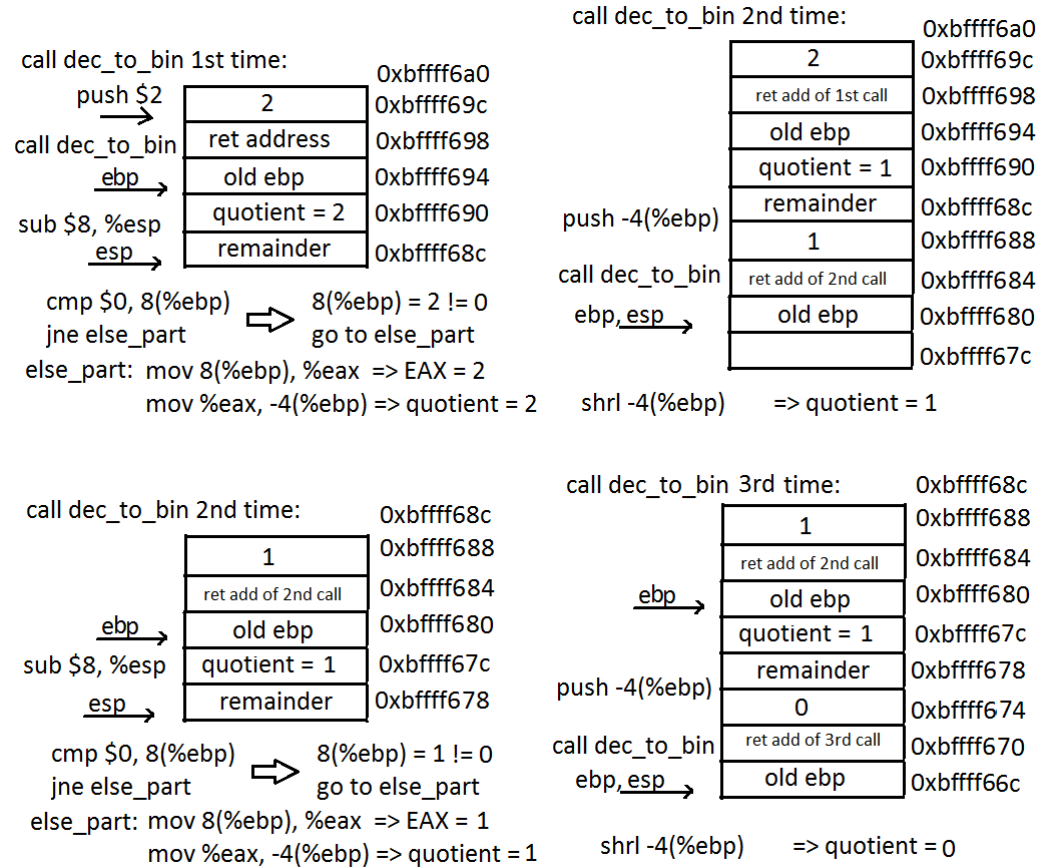 call dec_to_bin 1st time:
0xbffff6a0
push $2
2
0xbffff69c
call dec_to_bin
ret address
0xbffff698
ebp
old ebp
0xbffff694
sub $8, %esp
quotient = 2
0xbffff690
esp
remainder
0xbffff68c
cmp $0, 8(%ebp)
8(%ebp) = 2 != 0
jne else_part
go to else_part
else_part: mov 8(%ebp), %eax => EAX = 2
mov %eax, -4(%ebp) => quotient = 2
call dec_to_bin 2nd time:
0xbffff6a0
2
0xbffff69c
ret add of 1st call
0xbffff698
old ebp
0xbffff694
quotient = 1
0xbffff690
push -4(%ebp)
remainder
0xbffff68c
1
0xbffff688
call dec_to_bin
ret add of 2nd call
0xbffff684
ebp, esp
old ebp
0xbffff680
0xbffff67c
shrl -4(%ebp) => quotient = 1
call dec_to_bin 2nd time:
0xbffff68c
1
0xbffff688
ret add of 2nd call
0xbffff684
ebp
old ebp
0xbffff680
sub $8, %esp
quotient = 1
0xbffff67c
esp
remainder
0xbffff678
cmp $0, 8(%ebp)
8(%ebp) = 1 != 0
jne else_part
go to else_part
else_part: mov 8(%ebp), %eax => EAX = 1
mov %eax, -4(%ebp) => quotient = 1
call dec_to_bin 3rd time:
0xbffff68c
1
0xbffff688
ret add of 2nd call
0xbffff684
ebp
old ebp
0xbffff680
quotient = 1
0xbffff67c
push -4(%ebp)
remainder
0xbffff678
0
0xbffff674
call dec_to_bin
ret add of 3rd call
0xbffff670
ebp, esp
old ebp
0xbffff66c
shrl -4(%ebp) => quotient = 0